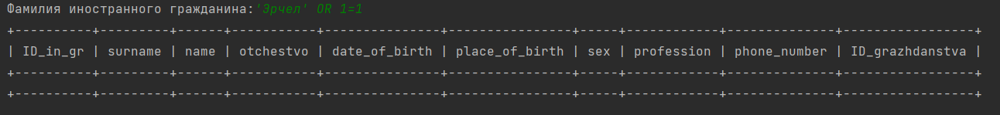 Фамилия иностранного гражданина:'Эрчел' OR 1=1
+----------+---------+------+-----------+---------------+----------------+-----+------------+--------------+-----------------+
| ID_in_gr | surname | name | otchestvo | date_of_birth | place_of_birth | sex | profession | phone_number | ID_grazhdanstva |
+----------+---------+------+-----------+---------------+----------------+-----+------------+--------------+-----------------+
+----------+---------+------+-----------+---------------+----------------+-----+------------+--------------+-----------------+